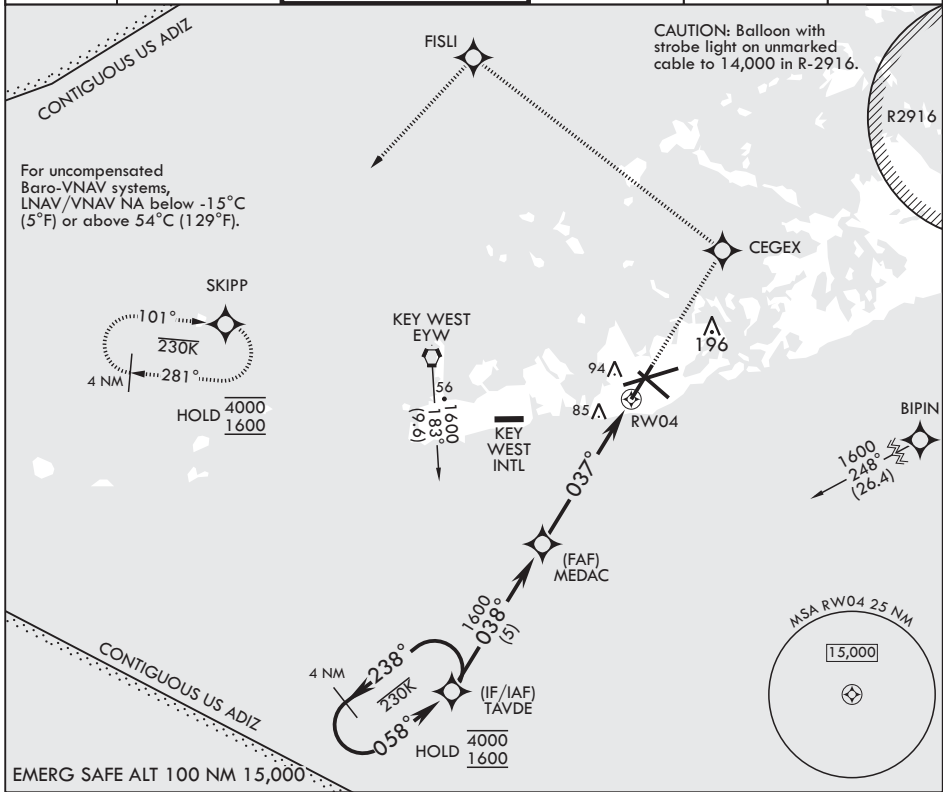 CONTIGUOUS US ADIZ
FISLI
CAUTION: Balloon with
strobe light on unmarked
cable to 14,000 in R-2916.
R2916
For uncompensated
Baro-VNAV systems,
LNAV/VNAV NA below -15°C
(5°F) or above 54°C (129°F).
CEGEX
SKIPP
101°
230K
281°
4 NM
HOLD 4000
1600
KEY WEST
EYW
56
1600
183°
(9.6)
KEY
WEST
INTL
196
94
85
RW04
BIPIN
1600
248°
(26.4)
037°
(FAF)
MEDAC
1600
038°
(5)
MSA RW04 25 NM
15,000
CONTIGUOUS US ADIZ
4 NM
238°
230K
058°
(IF/IAF)
TAVDE
HOLD 4000
1600
EMERG SAFE ALT 100 NM 15,000